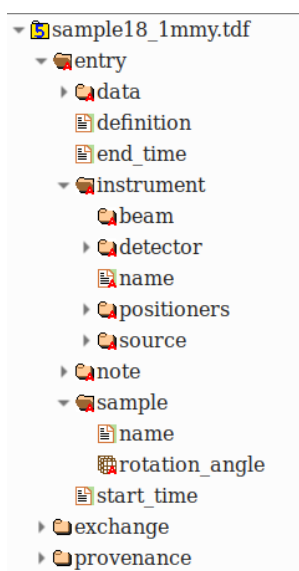 sample18_1mmy.tdf
entry
data
definition
end_time
instrument
beam
detector
name
positioners
source
note
sample
name
rotation_angle
start_time
exchange
provenance